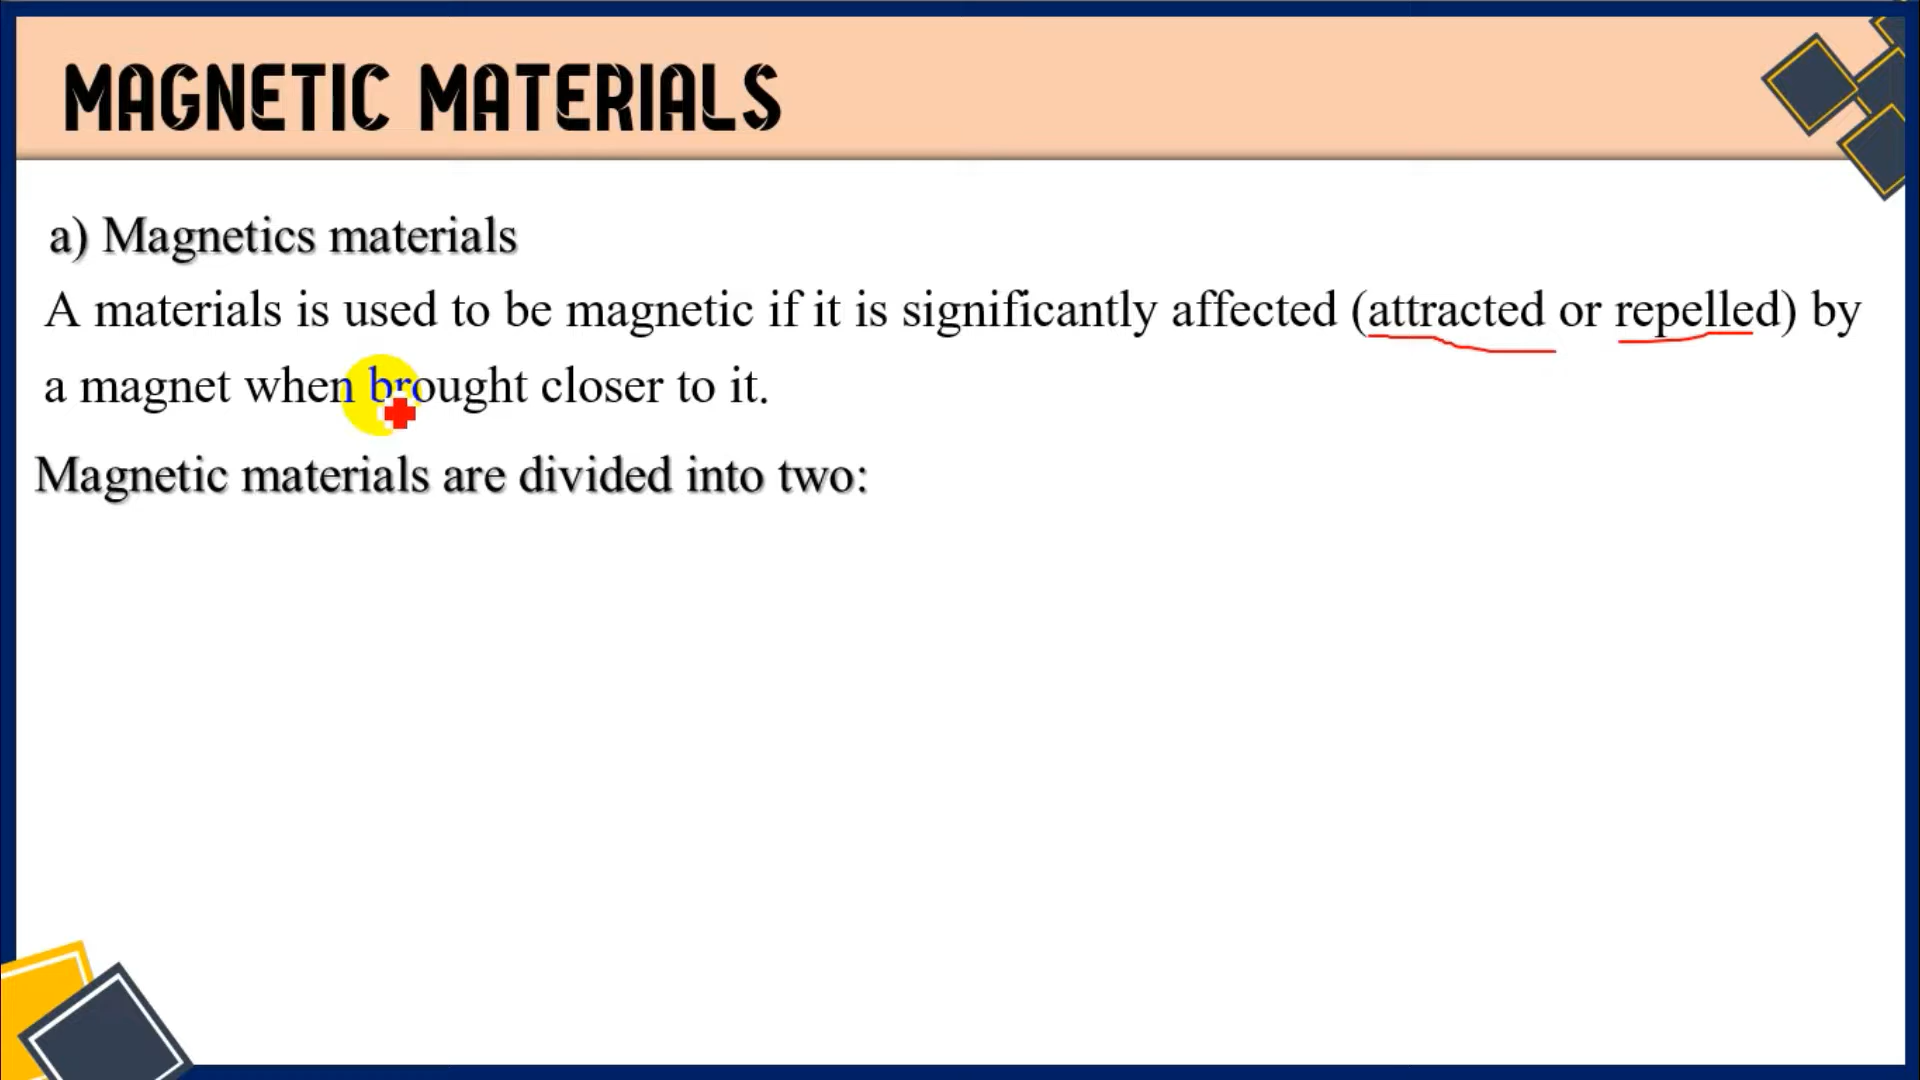 MAGNETIC MATERIALS
a) Magnetics materials
A materials is used to be magnetic if it is significantly affected (attracted or repelled) by
a magnet when brought closer to it.
Magnetic materials are divided into two: